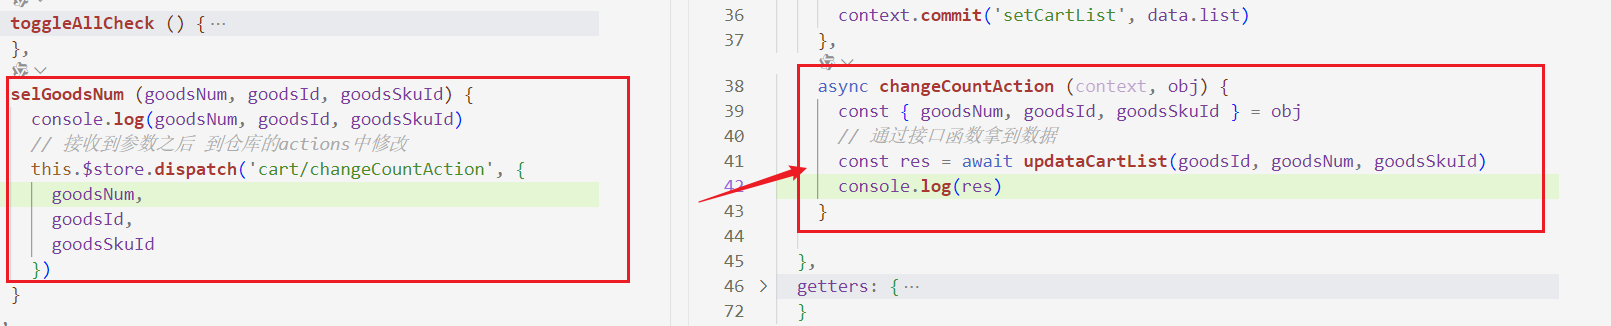 toggleAllCheck () {···
},
selGoodsNum (goodsNum, goodsId, goodsSkuId) {
console.log(goodsNum, goodsId, goodsSkuId)
// 接收到参数之后 到仓库的actions中修改
this.$store.dispatch('cart/changeCountAction', {
goodsNum,
goodsId,
goodsSkuId
})
}
,
36 context.commit('setCartList', data.list)
37 },
38 async changeCountAction (context, obj) {
39 const { goodsNum, goodsId, goodsSkuId } = obj
40 // 通过接口函数拿到数据
41 const res = await updataCartList(goodsId, goodsNum, goodsSkuId)
42 console.log(res)
43 }
44
45 },
46 getters: {···
72 }